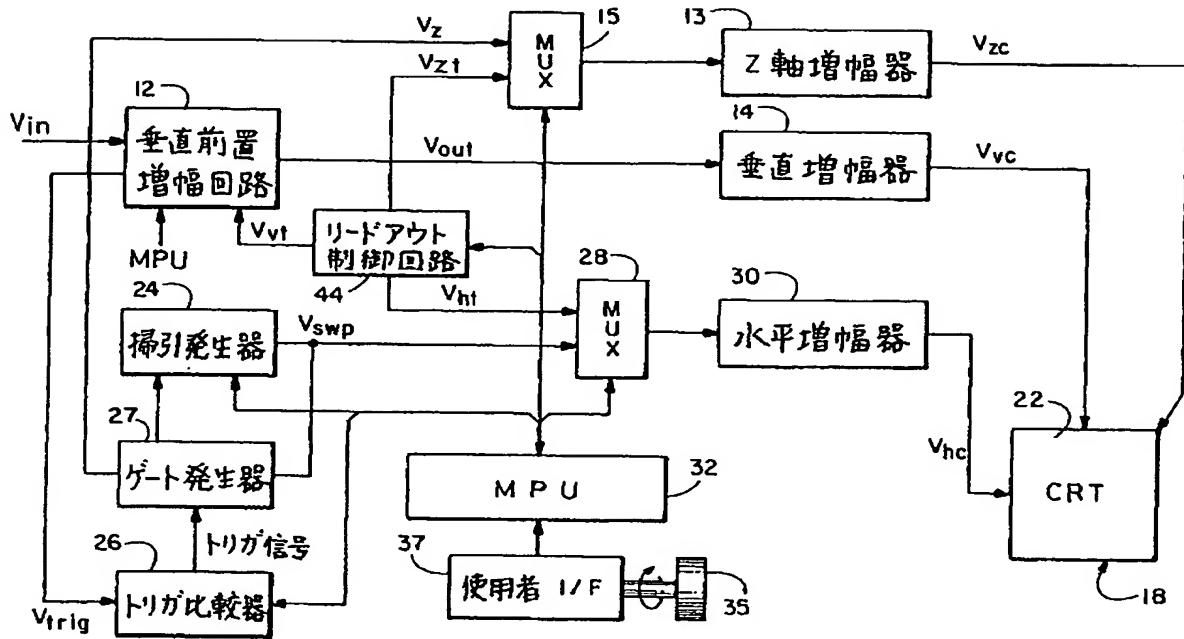 Vz
15
13
MUX
Z軸増幅器
Vzc
Vzt
12
14
Vin
垂直前置
増幅回路
Vout
垂直増幅器
Vvc
Vvt
リードアウト
制御回路
44
MPU
24
28
30
Vht
MUX
掃引発生器
Vswp
水平増幅器
27
22
ゲート発生器
MPU
32
Vhc
CRT
26
トリガ信号
37
トリガ比較器
使用者 I/F
35
18
Vtrig